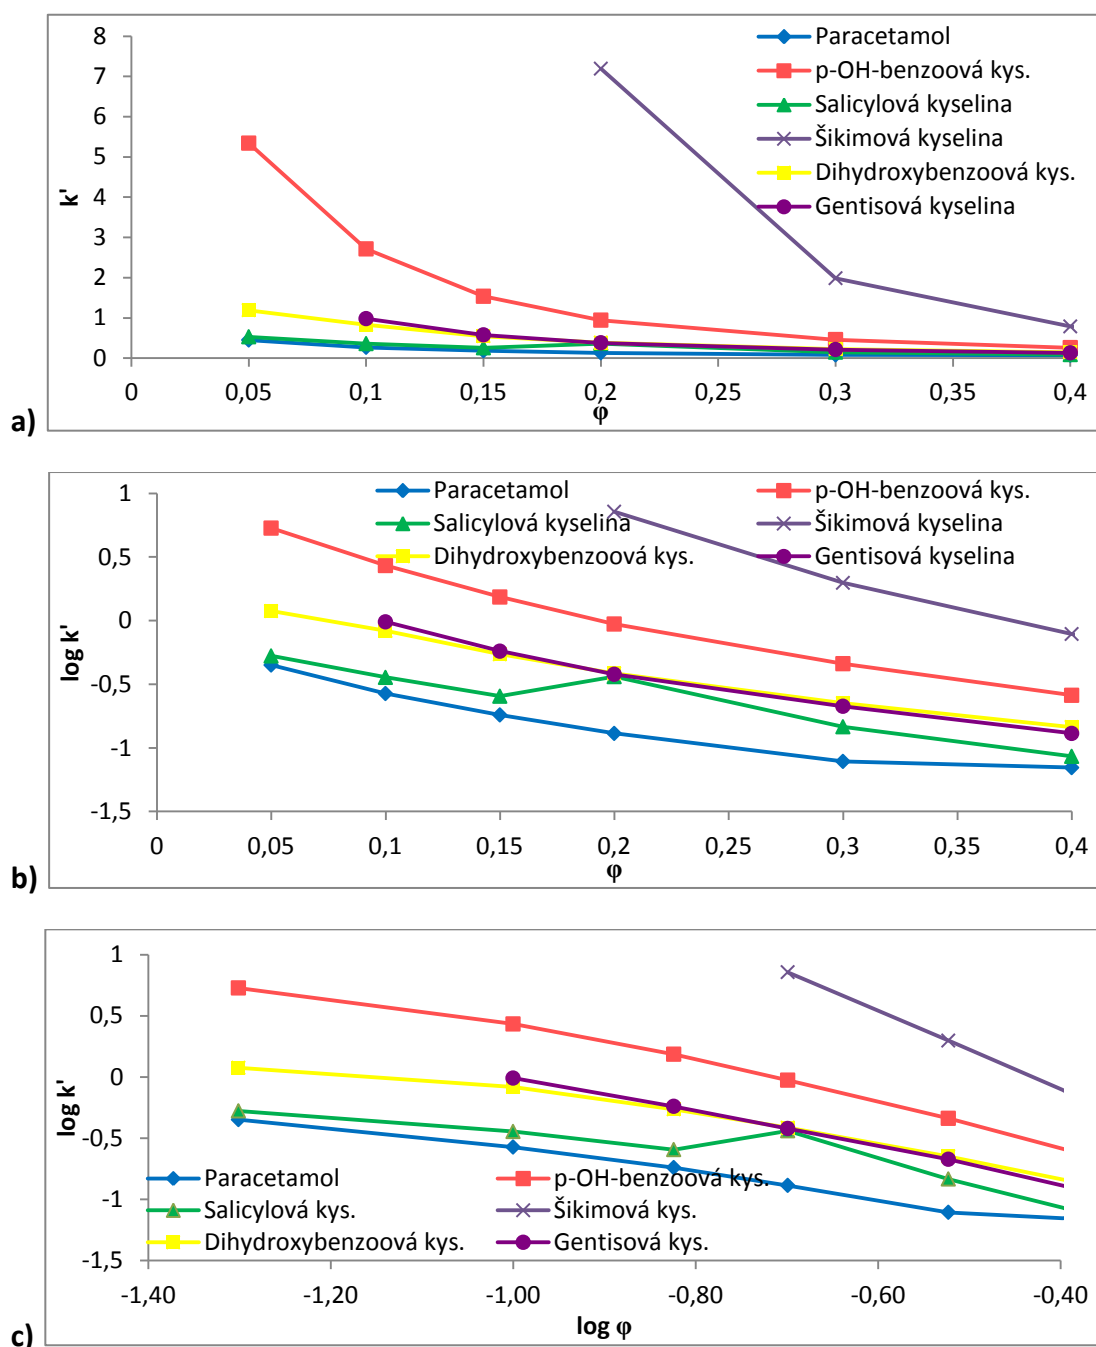 8
7
6
5
4
3
2
1
0
k'
0
0,05
0,1
0,15
0,2
0,25
0,3
0,35
0,4
φ
Paracetamol
p-OH-benzoová kys.
Salicylová kyselina
Šikimová kyselina
Dihydroxybenzoová kys.
Gentisová kyselina
a)
1
0,5
0
-0,5
-1
-1,5
log k'
0
0,05
0,1
0,15
0,2
0,25
0,3
0,35
0,4
φ
Paracetamol
p-OH-benzoová kys.
Salicylová kyselina
Šikimová kyselina
Dihydroxybenzoová kys.
Gentisová kyselina
b)
1
0,5
0
-0,5
-1
-1,5
log k'
Paracetamol
p-OH-benzoová kys.
Salicylová kys.
Šikimová kys.
Dihydroxybenzoová kys.
Gentisová kys.
-1,40
-1,20
-1,00
-0,80
-0,60
-0,40
log φ
c)